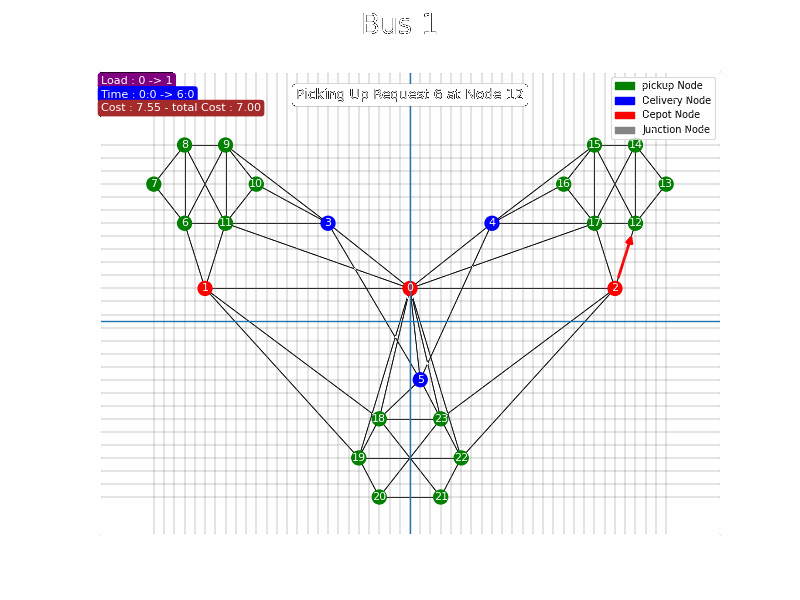 Bus 1
Load : 0 -> 1
Time : 0:0 -> 6:0
Cost : 7.55 - total Cost : 7.00
Picking Up Request 6 at Node 12
pickup Node
Delivery Node
Depot Node
Junction Node
8
9
15
14
7
10
16
13
6
11
3
4
17
12
1
0
2
5
18
23
19
22
20
21